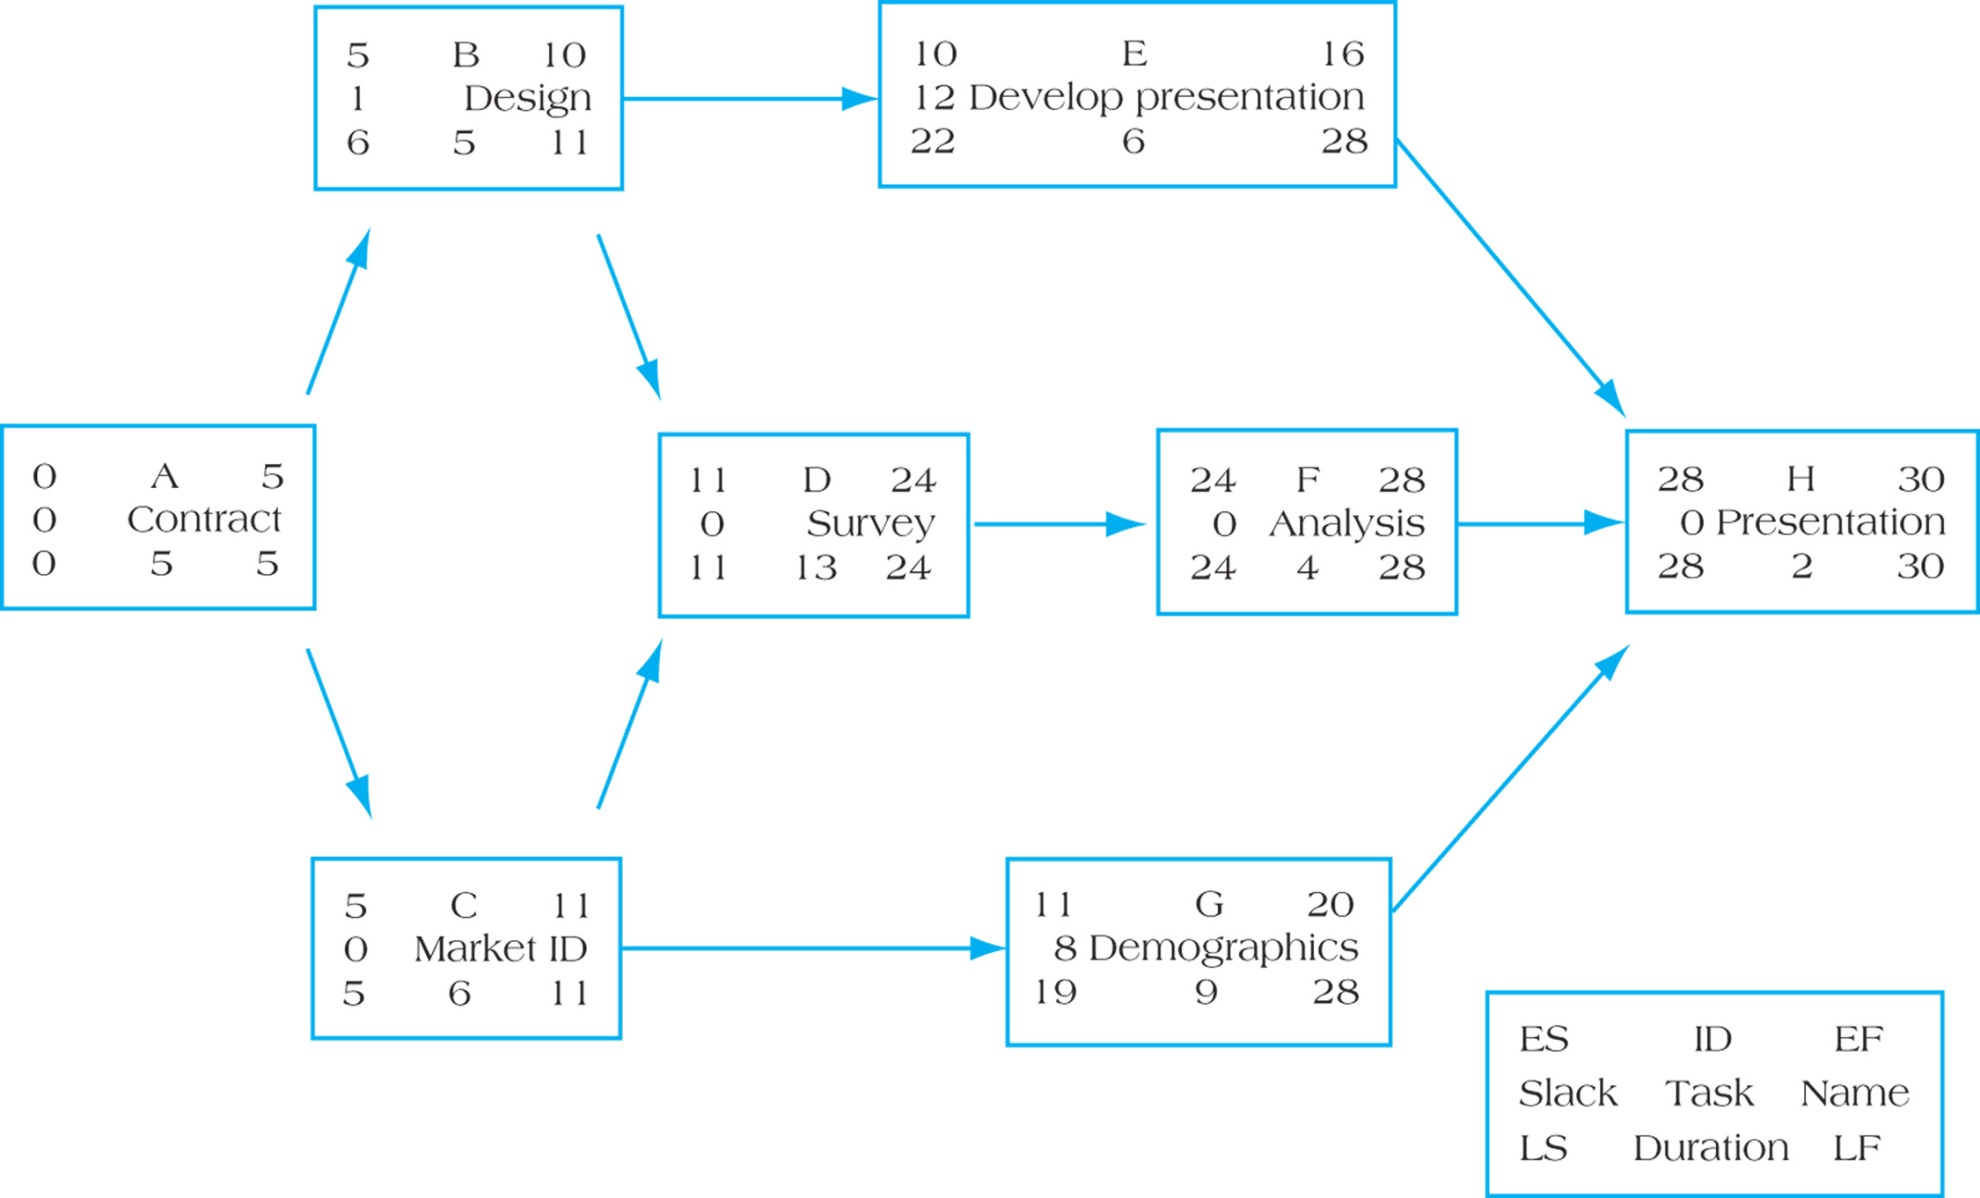 5 B 10
1 Design
6 5 11
10 E 16
12 Develop presentation
22 6 28
0 A 5
0 Contract
0 5 5
11 D 24
0 Survey
11 13 24
24 F 28
0 Analysis
24 4 28
28 H 30
0 Presentation
28 2 30
5 C 11
0 Market ID
5 6 11
11 G 20
8 Demographics
19 9 28
ES ID EF
Slack Task Name
LS Duration LF